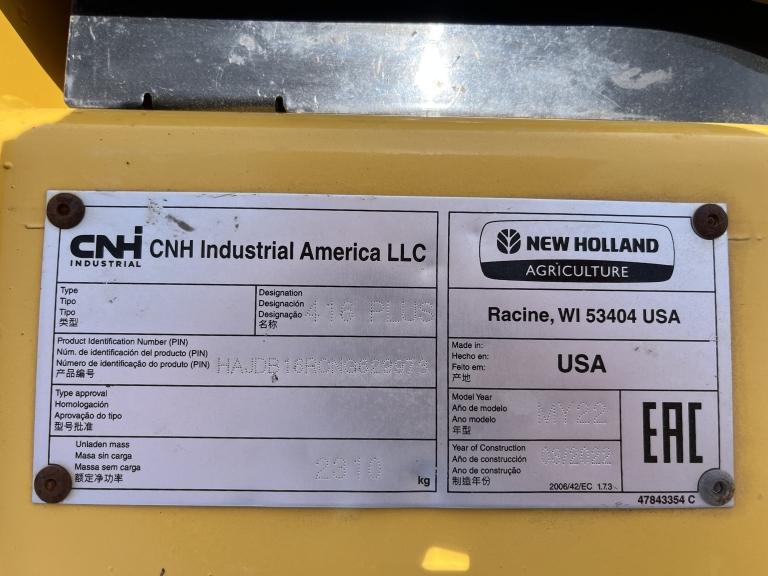 CNH
INDUSTRIAL
CNH Industrial America LLC
Type
Tipo
Tipo
类型
Designation
Designación
Designação
名称
416 PLUS
Product Identification Number (PIN)
Núm. de identificación del producto (PIN)
Número de identificação do produto (PIN)
产品编号
Type approval
Homologación
Aprovação do tipo
型号批准
Unladen mass
Masa sin carga
Massa sem carga
额定净功率
2310
kg
NEW HOLLAND
AGRICULTURE
Racine, WI 53404 USA
Made in:
Hecho en:
Feito em:
产地
USA
Model Year
Año de modelo
Ano modelo
年型
MY22
Year of Construction
Año de construcción
Ano de construção
制造年份
2006/42/EC 1.7.3
EAC
47843354 C